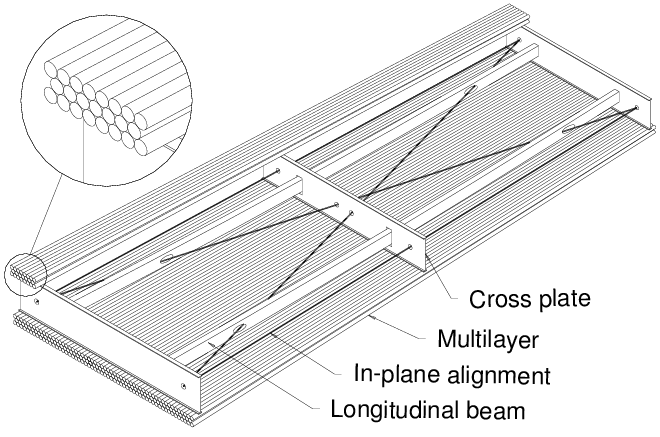 Cross plate
Multilayer
In-plane alignment
Longitudinal beam